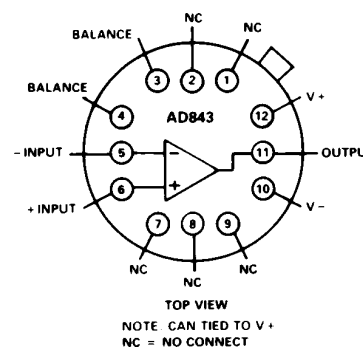 NC
BALANCE
NC
3
2
1
BALANCE
AD843
V+
4
12
-INPUT
5
-
11
OUTPUT
+INPUT
6
+
10
V-
7
8
9
NC
NC
NC
TOP VIEW
NOTE CAN TIED TO V+
NC = NO CONNECT